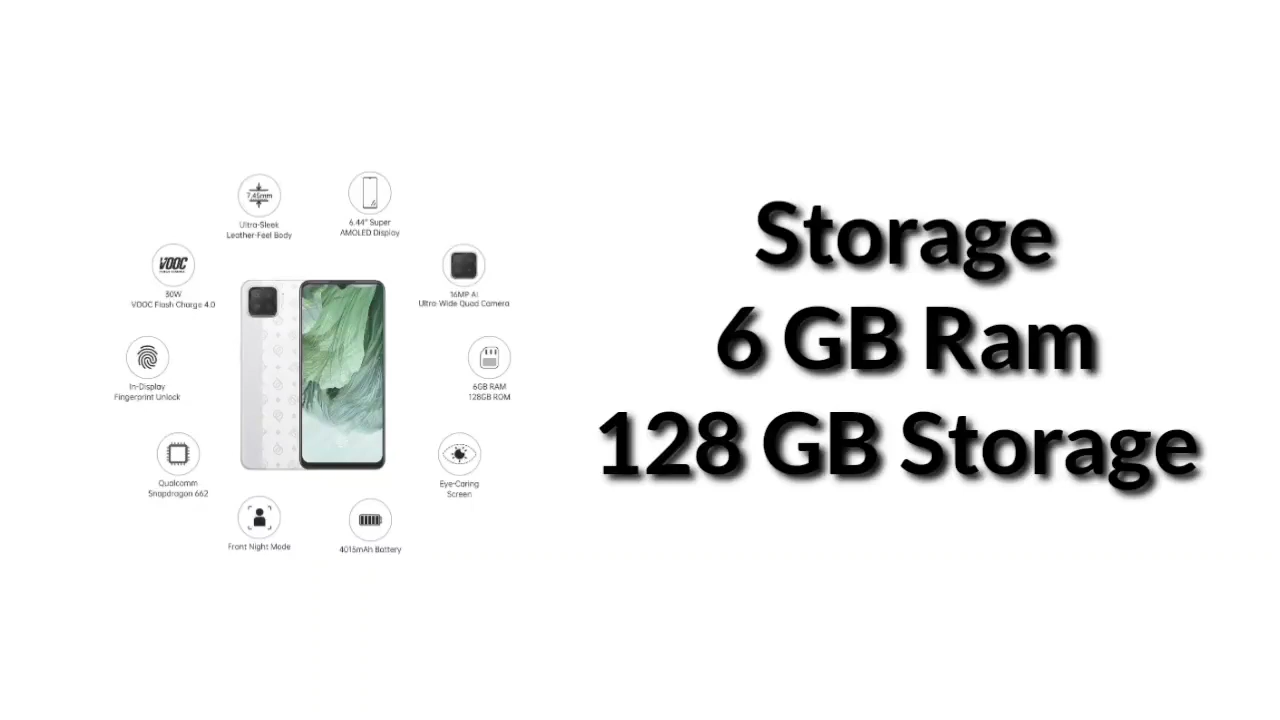 7.45mm
Ultra-Sleek
Leather-Feel Body
6.44" Super
AMOLED Display
VOOC
30W
VOOC Flash Charge 4.0
16MP AI
Ultra-Wide Quad Camera
In-Display
Fingerprint Unlock
6GB RAM
128GB ROM
Qualcomm
Snapdragon 662
Eye-Caring
Screen
Front Night Mode
4015mAh Battery
Storage
6 GB Ram
128 GB Storage